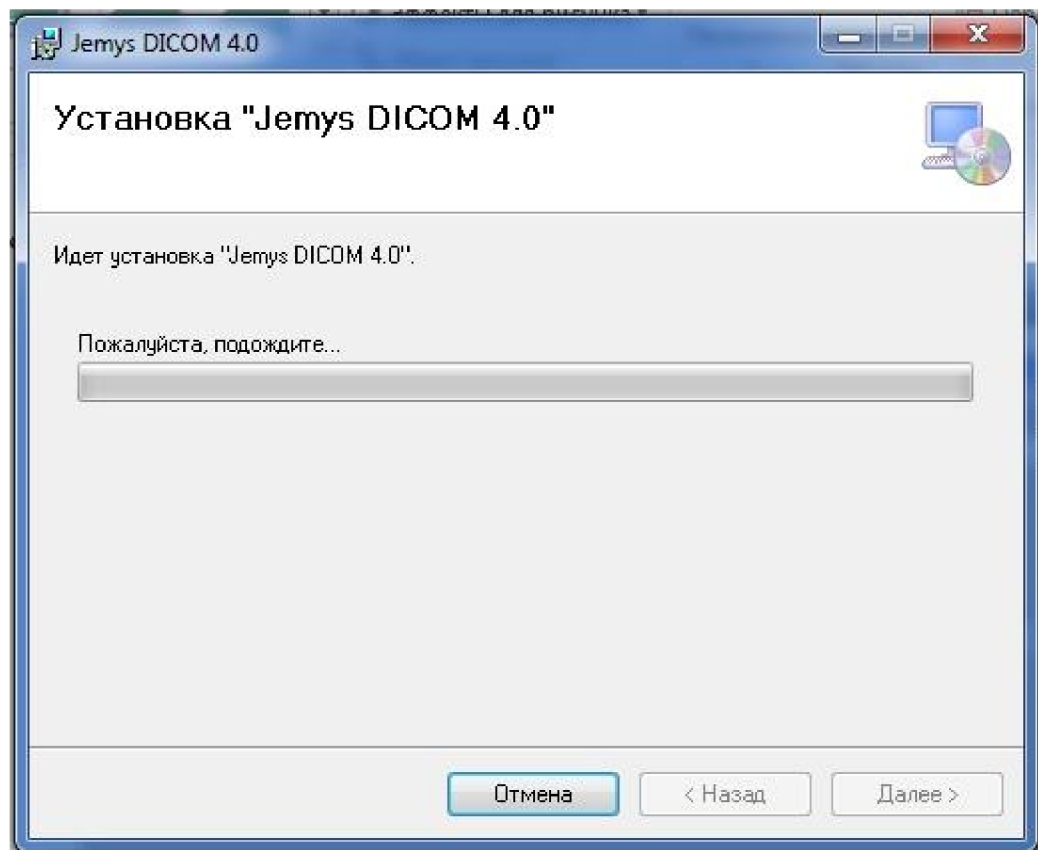 Jemys DICOM 4.0
Установка "Jemys DICOM 4.0"
Идет установка "Jemys DICOM 4.0".
Пожалуйста, подождите...
Отмена
< Назад
Далее >